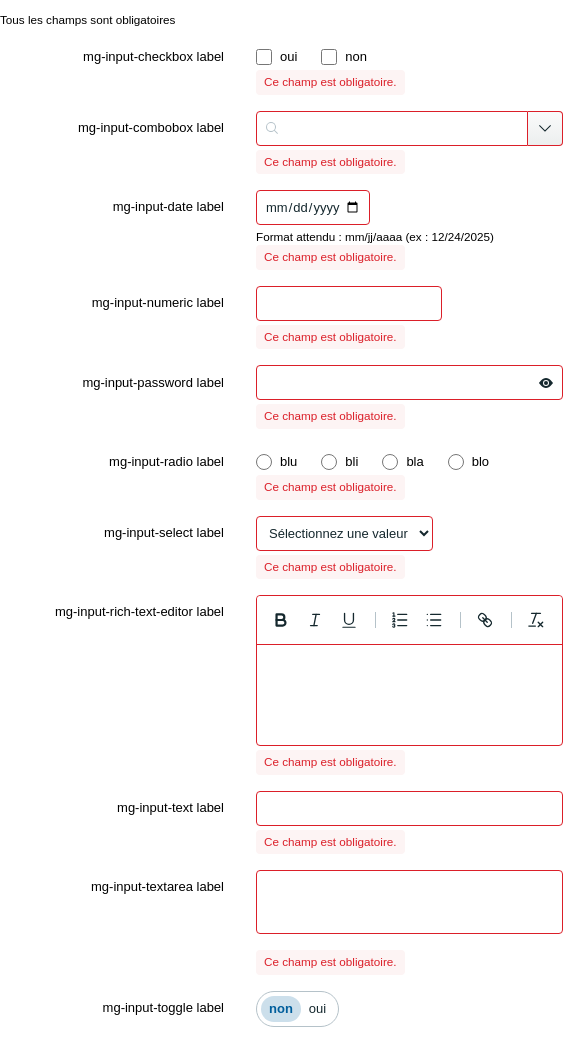 Tous les champs sont obligatoires
mg-input-checkbox label oui non
Ce champ est obligatoire.
mg-input-combobox label
Ce champ est obligatoire.
mg-input-date label mm/dd/yyyy
Format attendu : mm/jj/aaaa (ex : 12/24/2025)
Ce champ est obligatoire.
mg-input-numeric label
Ce champ est obligatoire.
mg-input-password label
Ce champ est obligatoire.
mg-input-radio label blu bli bla blo
Ce champ est obligatoire.
mg-input-select label Sélectionnez une valeur
Ce champ est obligatoire.
mg-input-rich-text-editor label
Ce champ est obligatoire.
mg-input-text label
Ce champ est obligatoire.
mg-input-textarea label
Ce champ est obligatoire.
mg-input-toggle label non oui